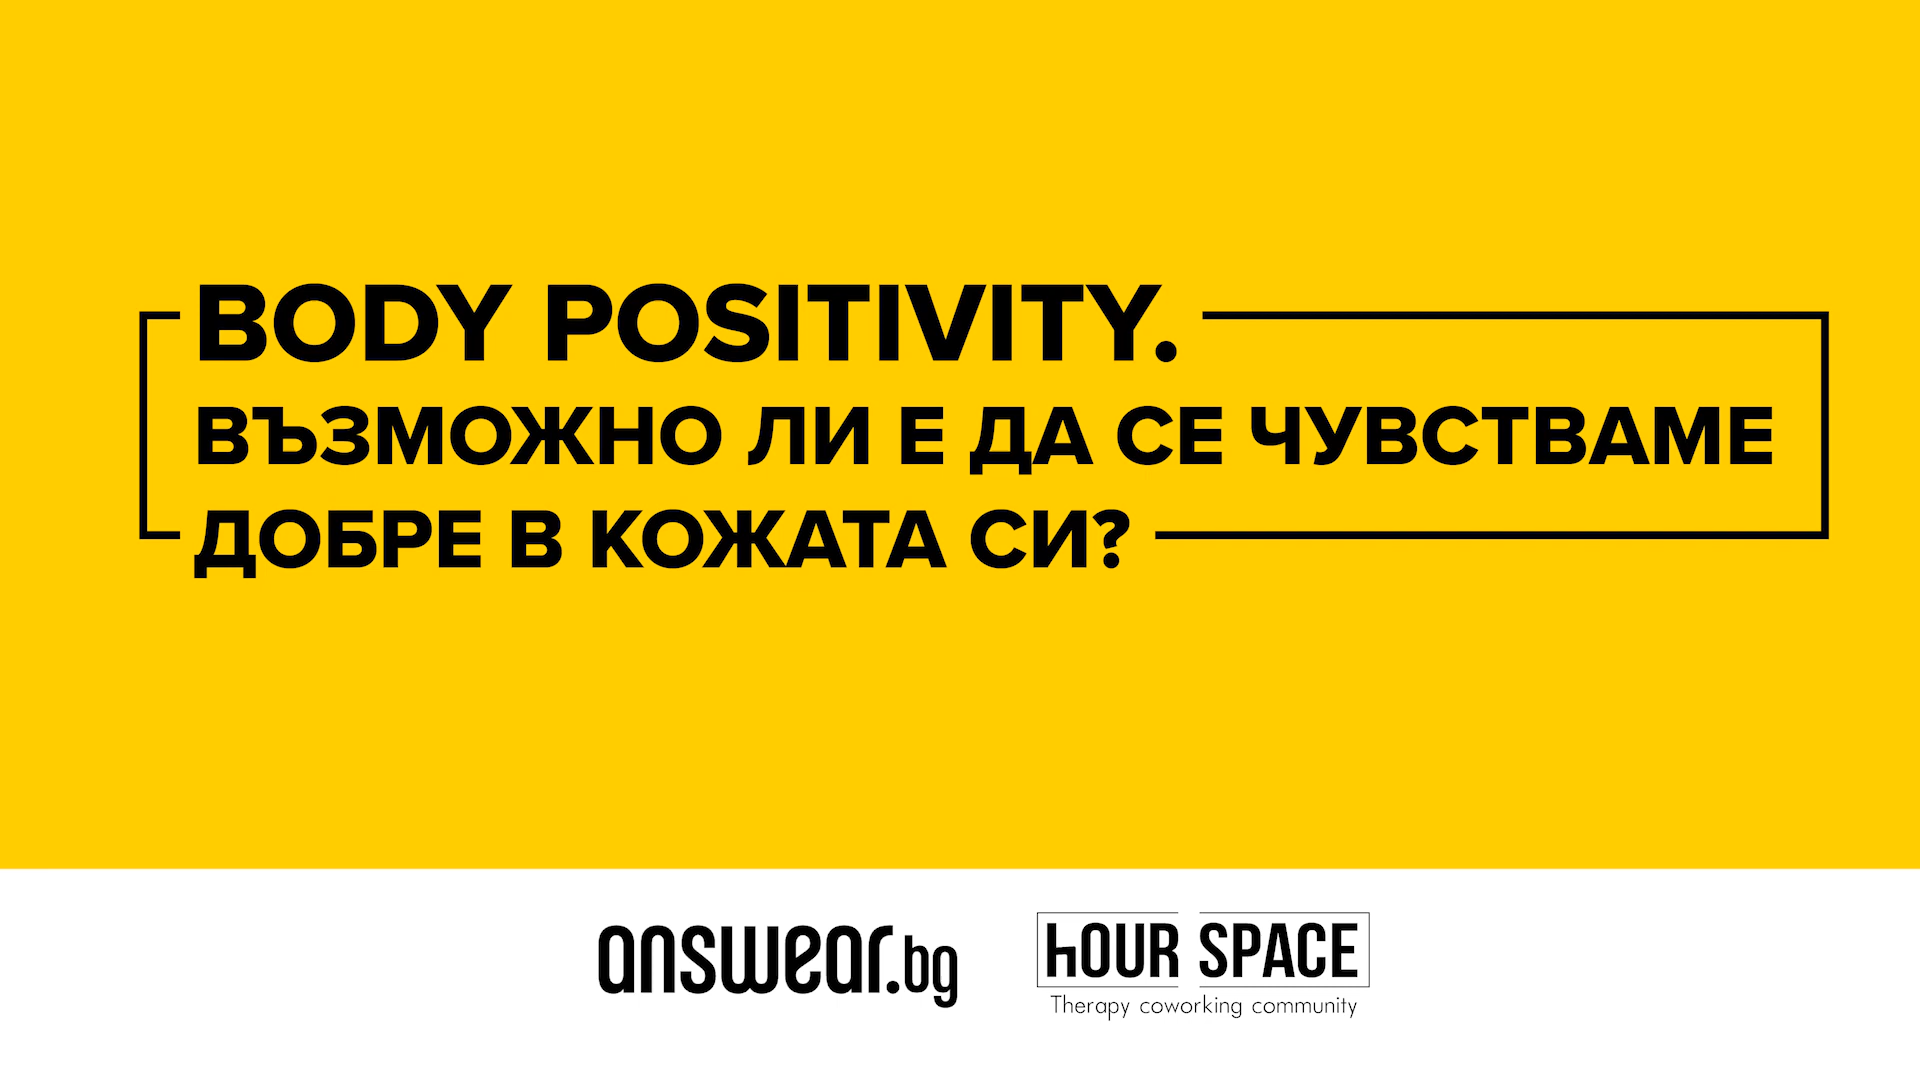 BODY POSITIVITY.
ВЪЗМОЖНО ЛИ Е ДА СЕ ЧУВСТВАМЕ
ДОБРЕ В КОЖАТА СИ?
answear.bg
hOUR SPACE
Therapy coworking community